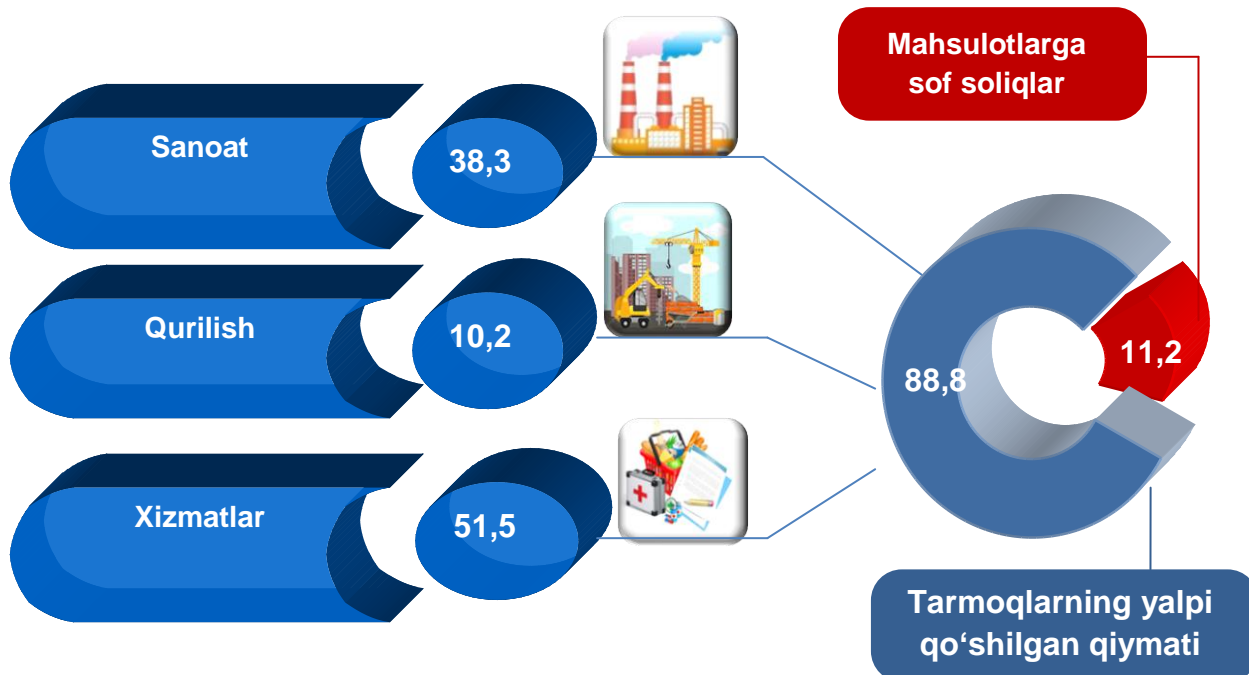 Sanoat
38,3
Qurilish
10,2
Xizmatlar
51,5
Mahsulotlarga
sof soliqlar
88,8
11,2
Tarmoqlarning yalpi
qo‘shilgan qiymati